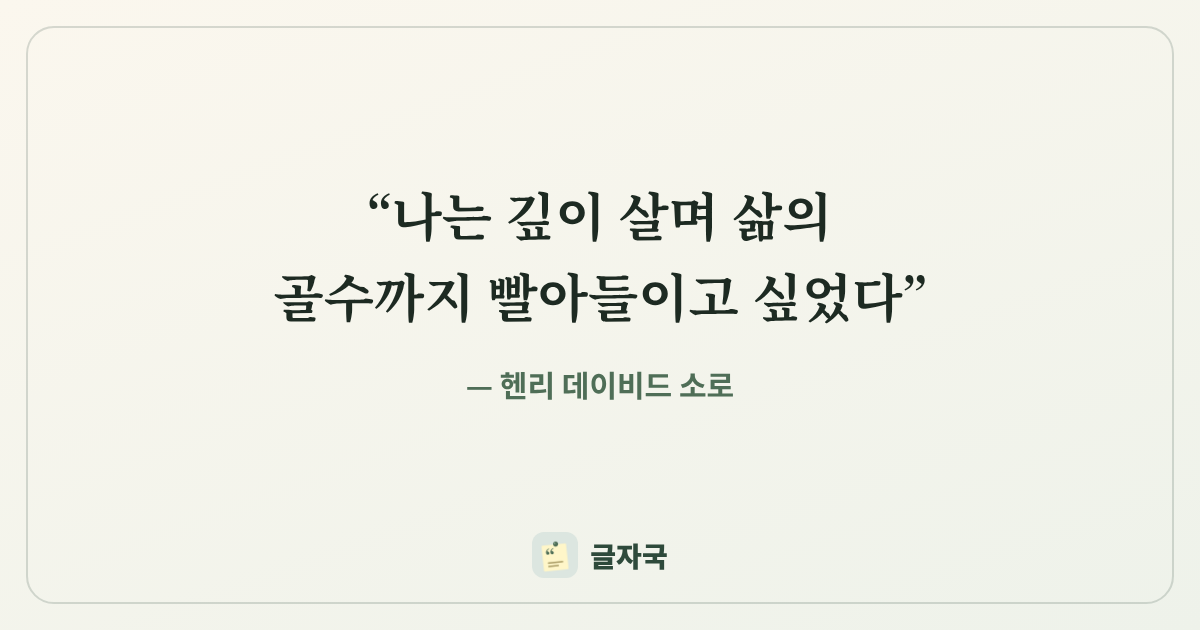 “나는 깊이 살며 삶의
골수까지 빨아들이고 싶었다”
— 헨리 데이비드 소로
글자국